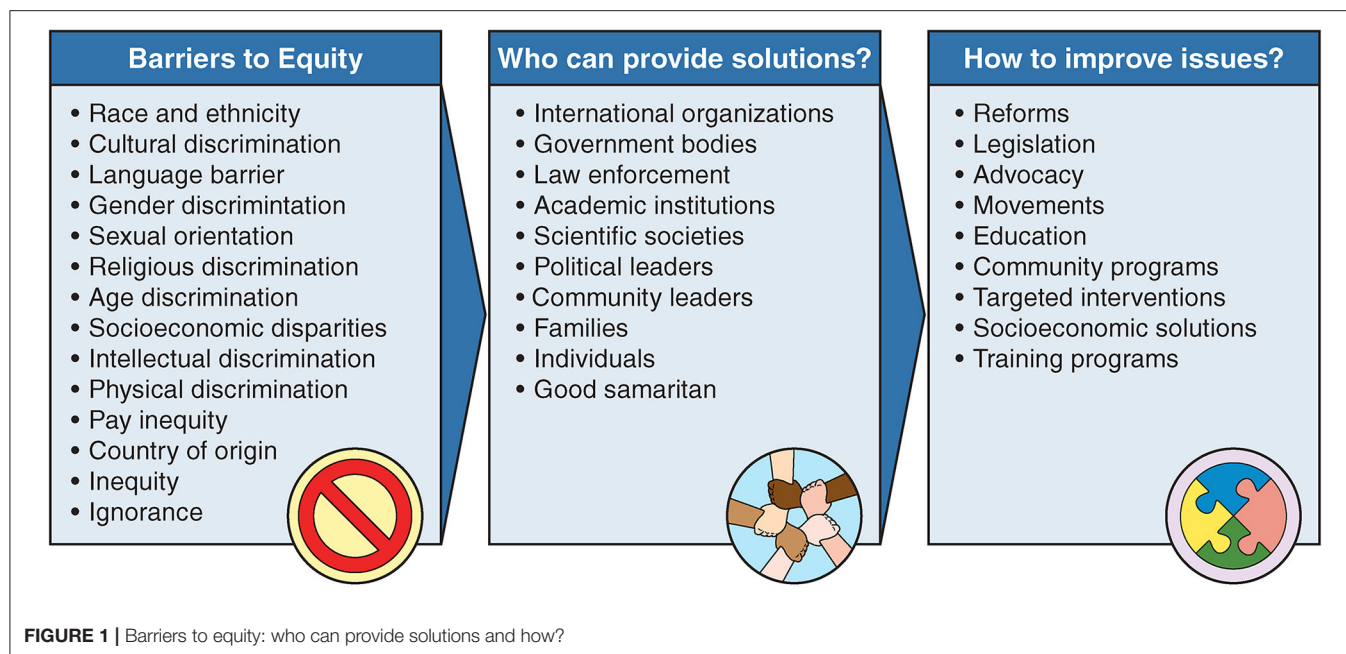 Barriers to Equity
• Race and ethnicity
• Cultural discrimination
• Language barrier
• Gender discrimintation
• Sexual orientation
• Religious discrimination
• Age discrimination
• Socioeconomic disparities
• Intellectual discrimination
• Physical discrimination
• Pay inequity
• Country of origin
• Inequity
• Ignorance
Who can provide solutions?
• International organizations
• Government bodies
• Law enforcement
• Academic institutions
• Scientific societies
• Political leaders
• Community leaders
• Families
• Individuals
• Good samaritan
How to improve issues?
• Reforms
• Legislation
• Advocacy
• Movements
• Education
• Community programs
• Targeted interventions
• Socioeconomic solutions
• Training programs
FIGURE 1 | Barriers to equity: who can provide solutions and how?